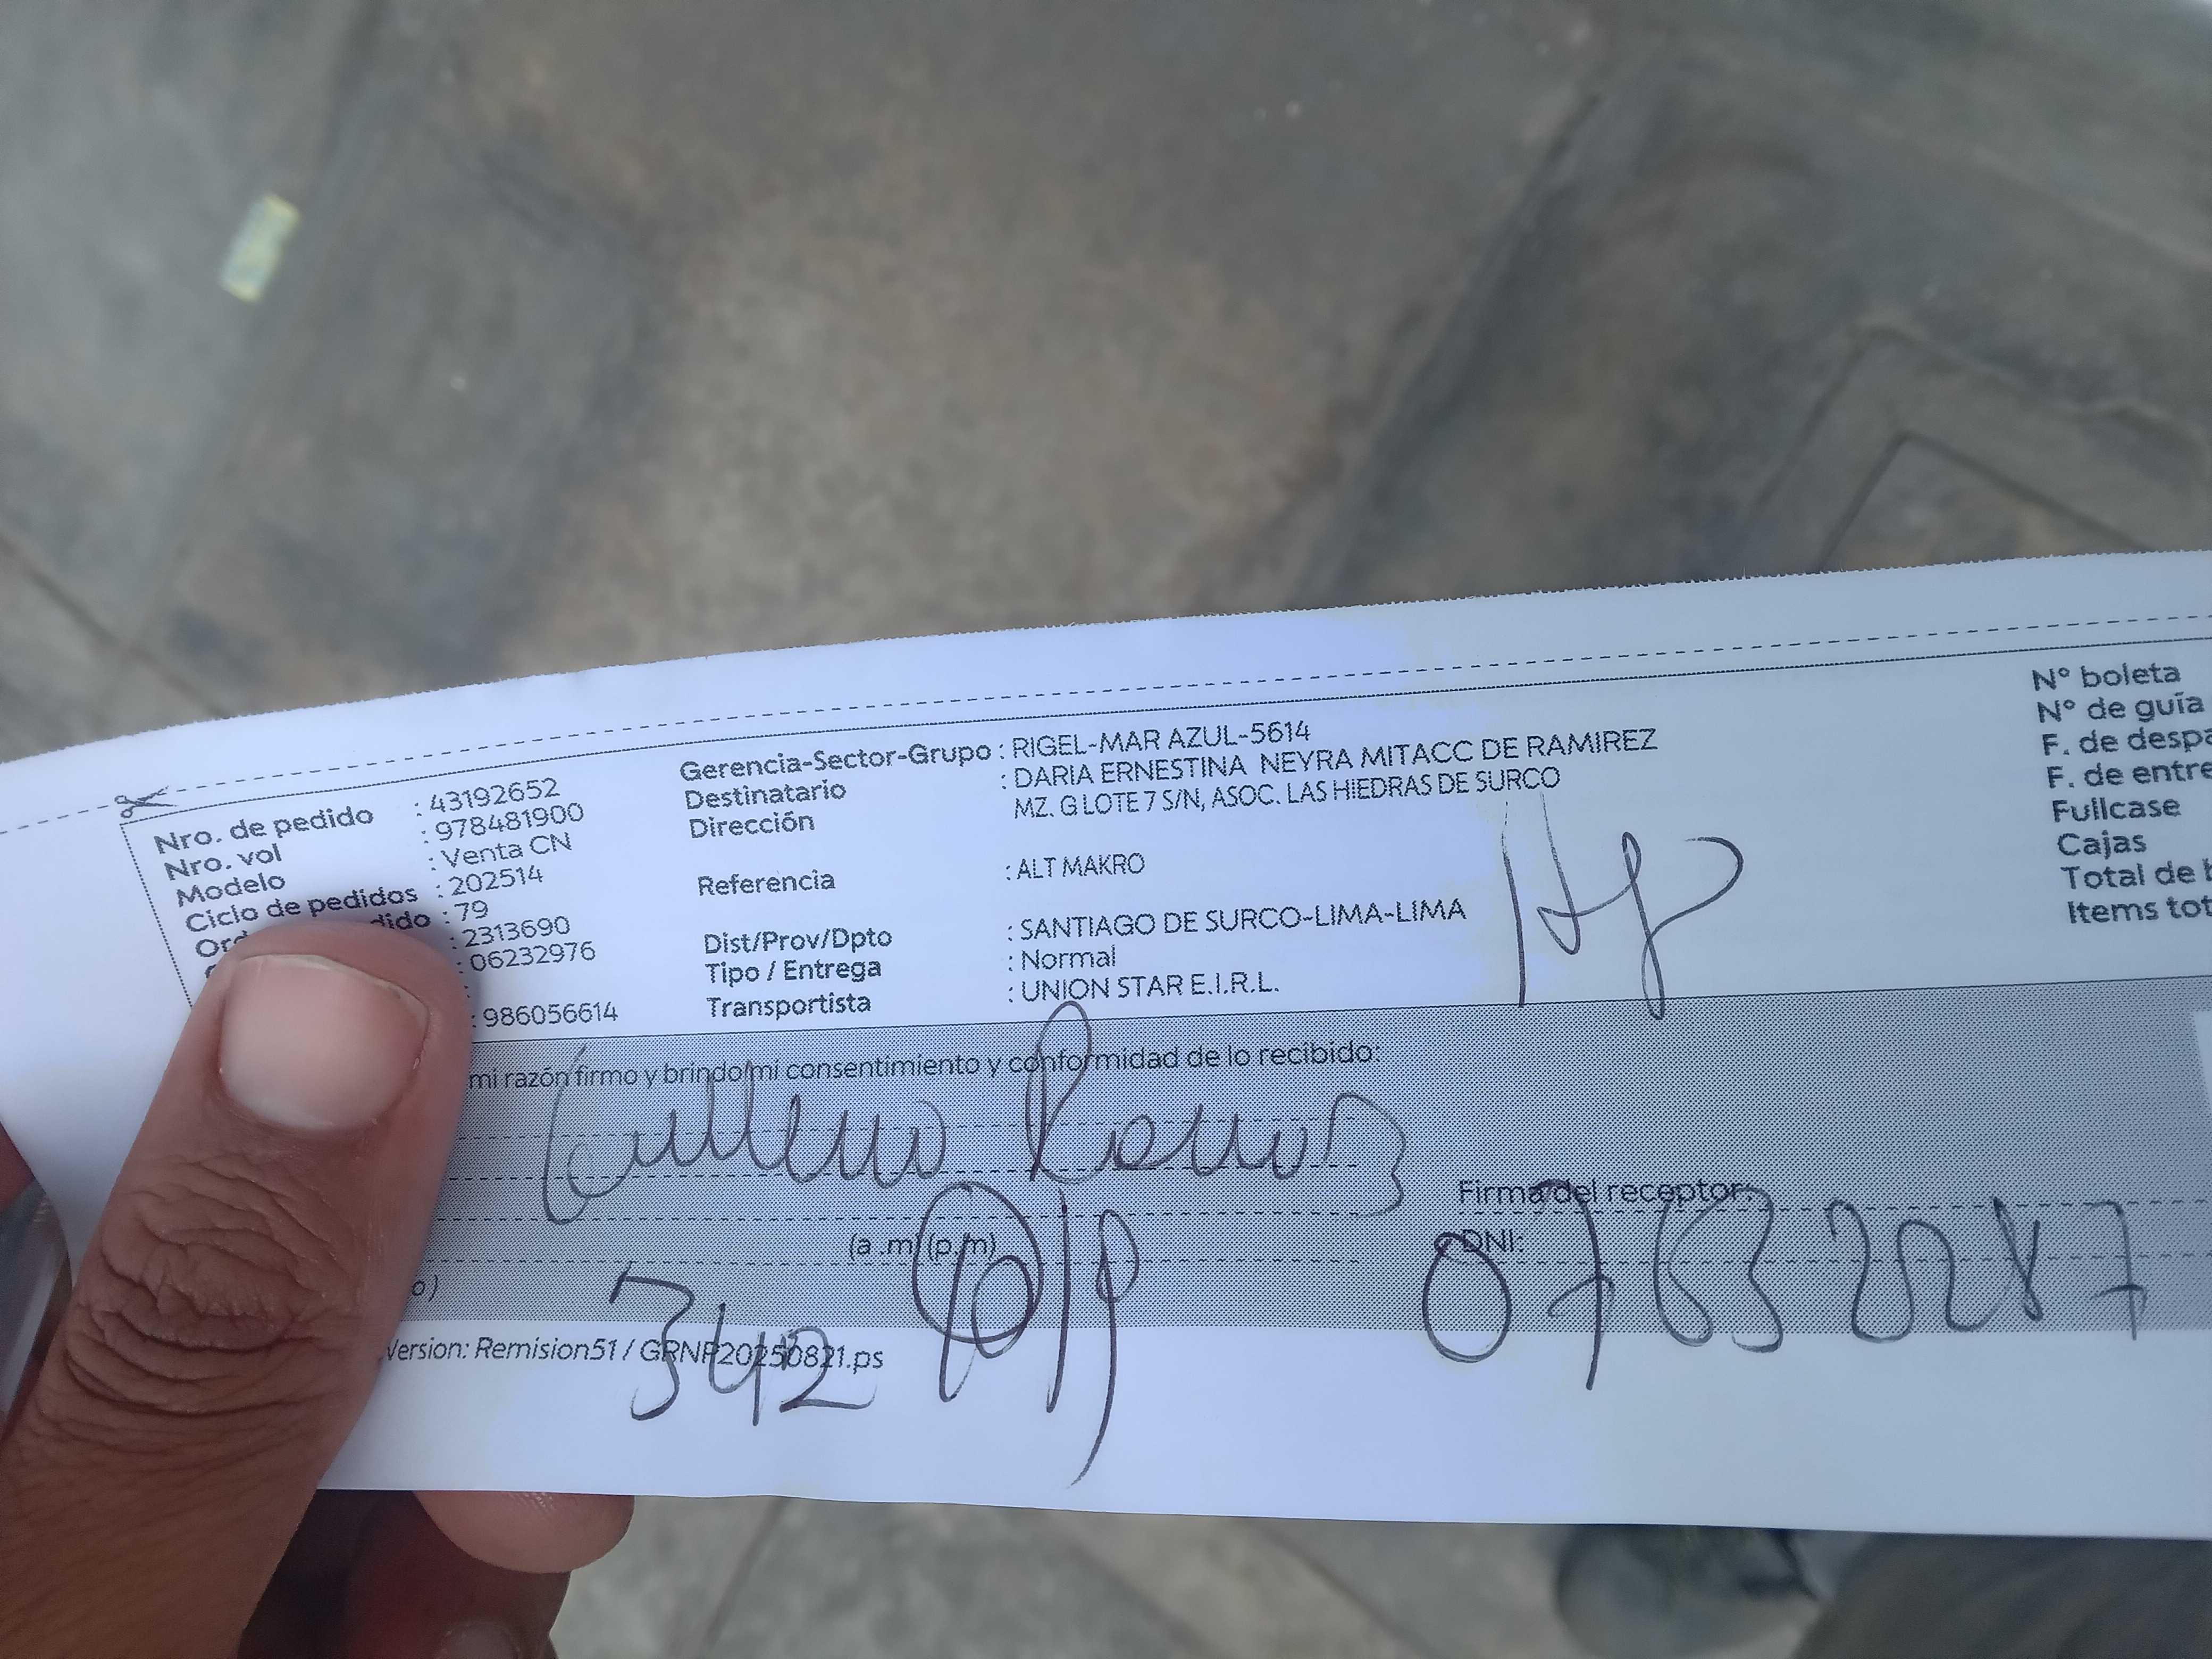 Nro. de pedido : 43192652
Nro. vol : 978481900
Modelo : Venta CN
Ciclo de pedidos : 202514
: 79
: 2313690
: 06232976
:
: 986056614
Gerencia-Sector-Grupo : RIGEL-MAR AZUL-5614
Destinatario : DARIA ERNESTINA NEYRA MITACC DE RAMIREZ
Dirección MZ. G LOTE 7 S/N, ASOC. LAS HIEDRAS DE SURCO
Referencia : ALT MAKRO
Dist/Prov/Dpto : SANTIAGO DE SURCO-LIMA-LIMA
Tipo / Entrega : Normal
Transportista : UNION STAR E.I.R.L.
N° boleta
N° de guía
F. de despa
F. de entre
Fullcase
Cajas
Total de
Items tot
mi razón firmo y brindo mi consentimiento y conformidad de lo recibido:
Firma del receptor:
(a .m) (p.m)
DNI: 07632287
o)
342
Version: Remision51 / GRNP20250821.ps